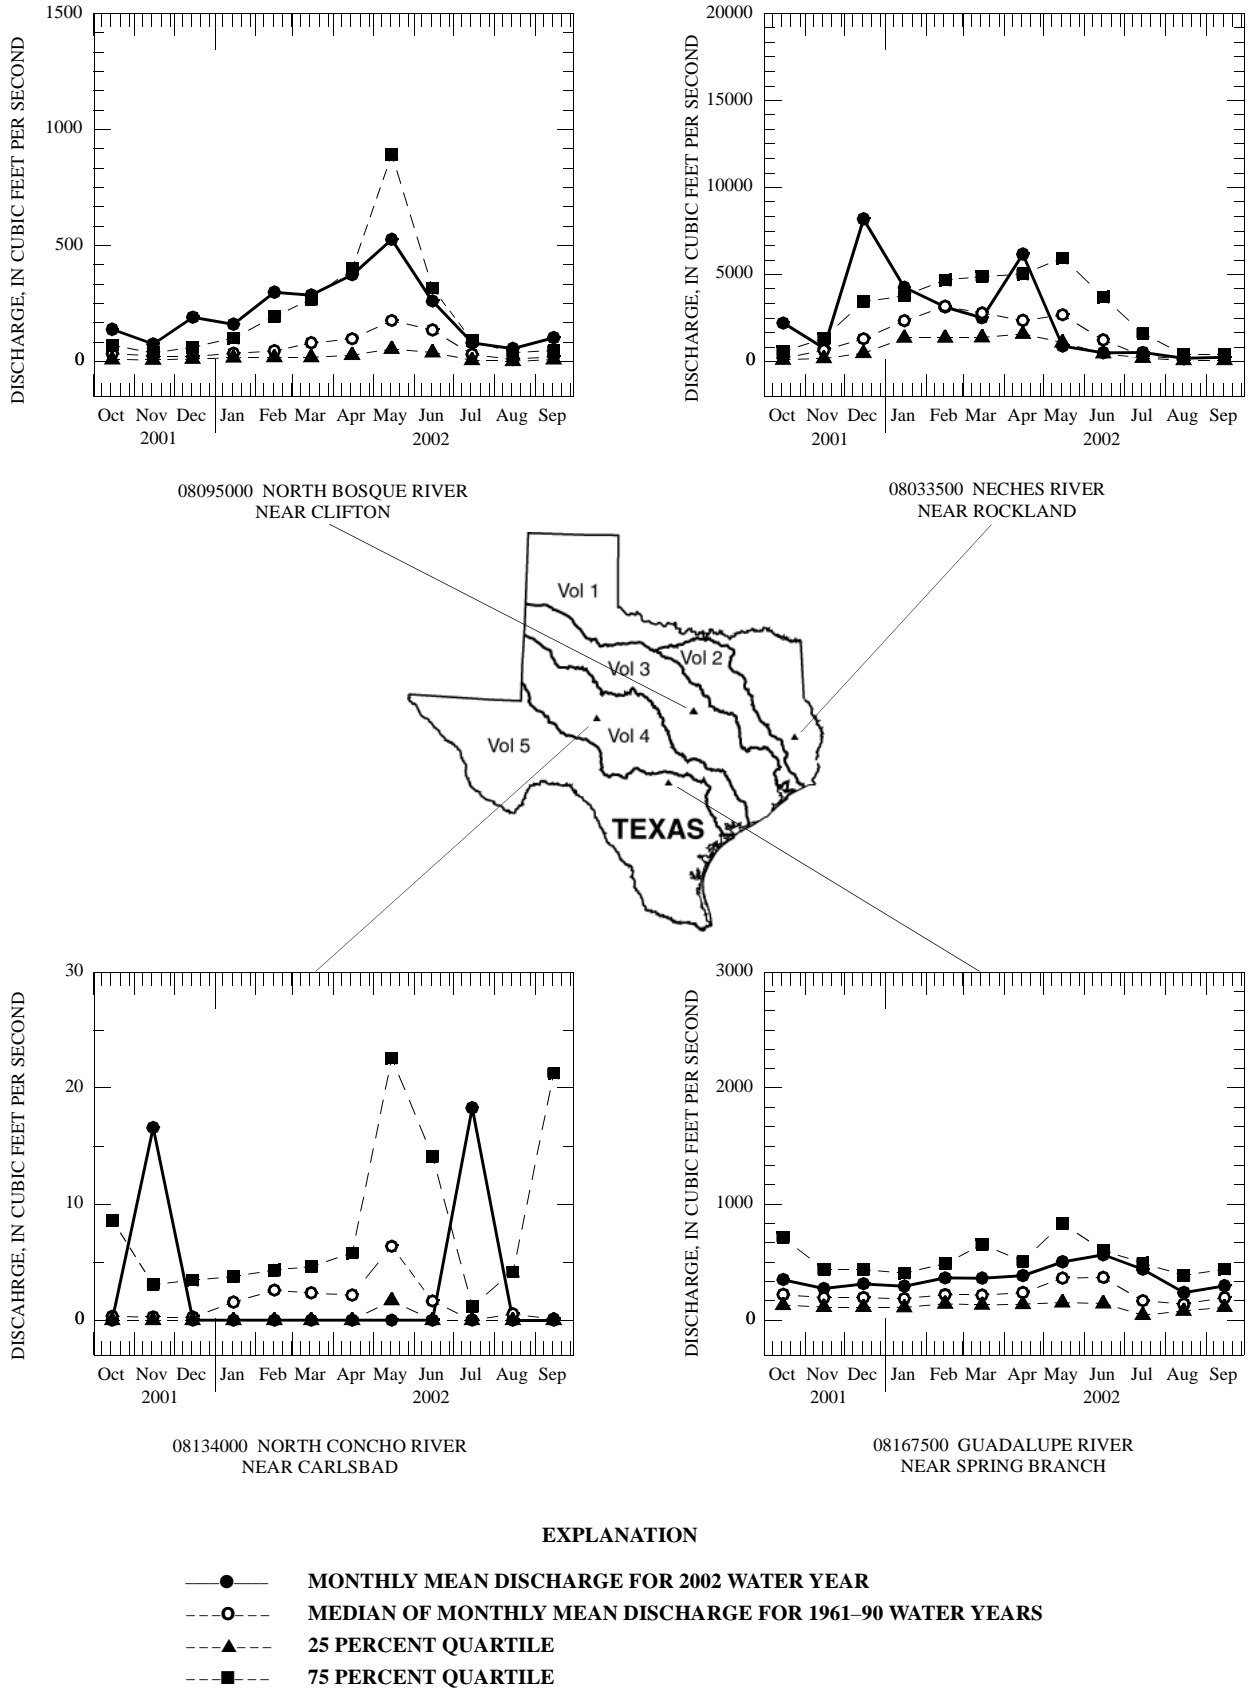 DISCHARGE, IN CUBIC FEET PER SECOND
1500
1000
500
0
Oct Nov Dec Jan Feb Mar Apr May Jun Jul Aug Sep
2001 2002
08095000 NORTH BOSQUE RIVER
NEAR CLIFTON
DISCHARGE, IN CUBIC FEET PER SECOND
20000
15000
10000
5000
0
Oct Nov Dec Jan Feb Mar Apr May Jun Jul Aug Sep
2001 2002
08033500 NECHES RIVER
NEAR ROCKLAND
Vol 1
Vol 2
Vol 3
Vol 4
Vol 5
TEXAS
DISCAHRGE, IN CUBIC FEET PER SECOND
30
20
10
0
Oct Nov Dec Jan Feb Mar Apr May Jun Jul Aug Sep
2001 2002
08134000 NORTH CONCHO RIVER
NEAR CARLSBAD
DISCHARGE, IN CUBIC FEET PER SECOND
3000
2000
1000
0
Oct Nov Dec Jan Feb Mar Apr May Jun Jul Aug Sep
2001 2002
08167500 GUADALUPE RIVER
NEAR SPRING BRANCH
EXPLANATION
MONTHLY MEAN DISCHARGE FOR 2002 WATER YEAR
MEDIAN OF MONTHLY MEAN DISCHARGE FOR 1961–90 WATER YEARS
25 PERCENT QUARTILE
75 PERCENT QUARTILE